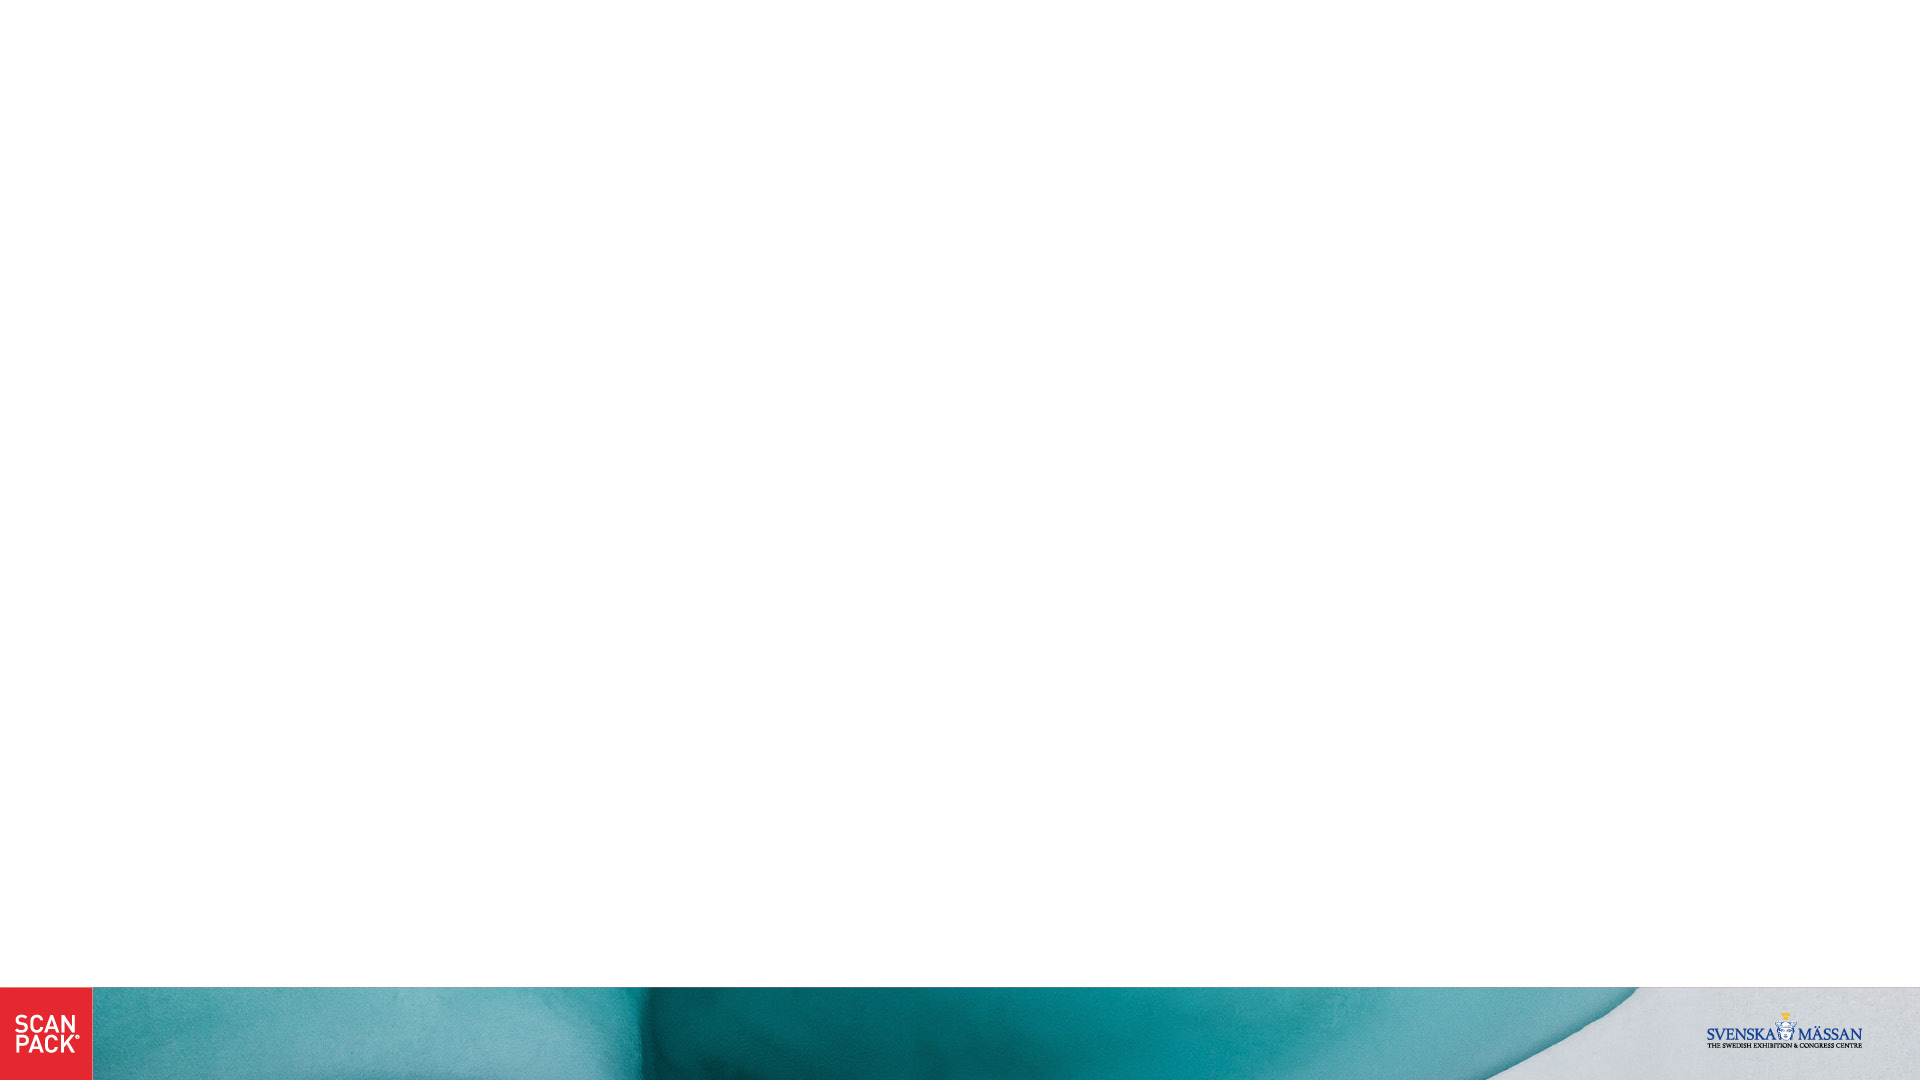 SCAN
PACK®
SVENSKA MÄSSAN
THE SWEDISH EXHIBITION & CONGRESS CENTRE